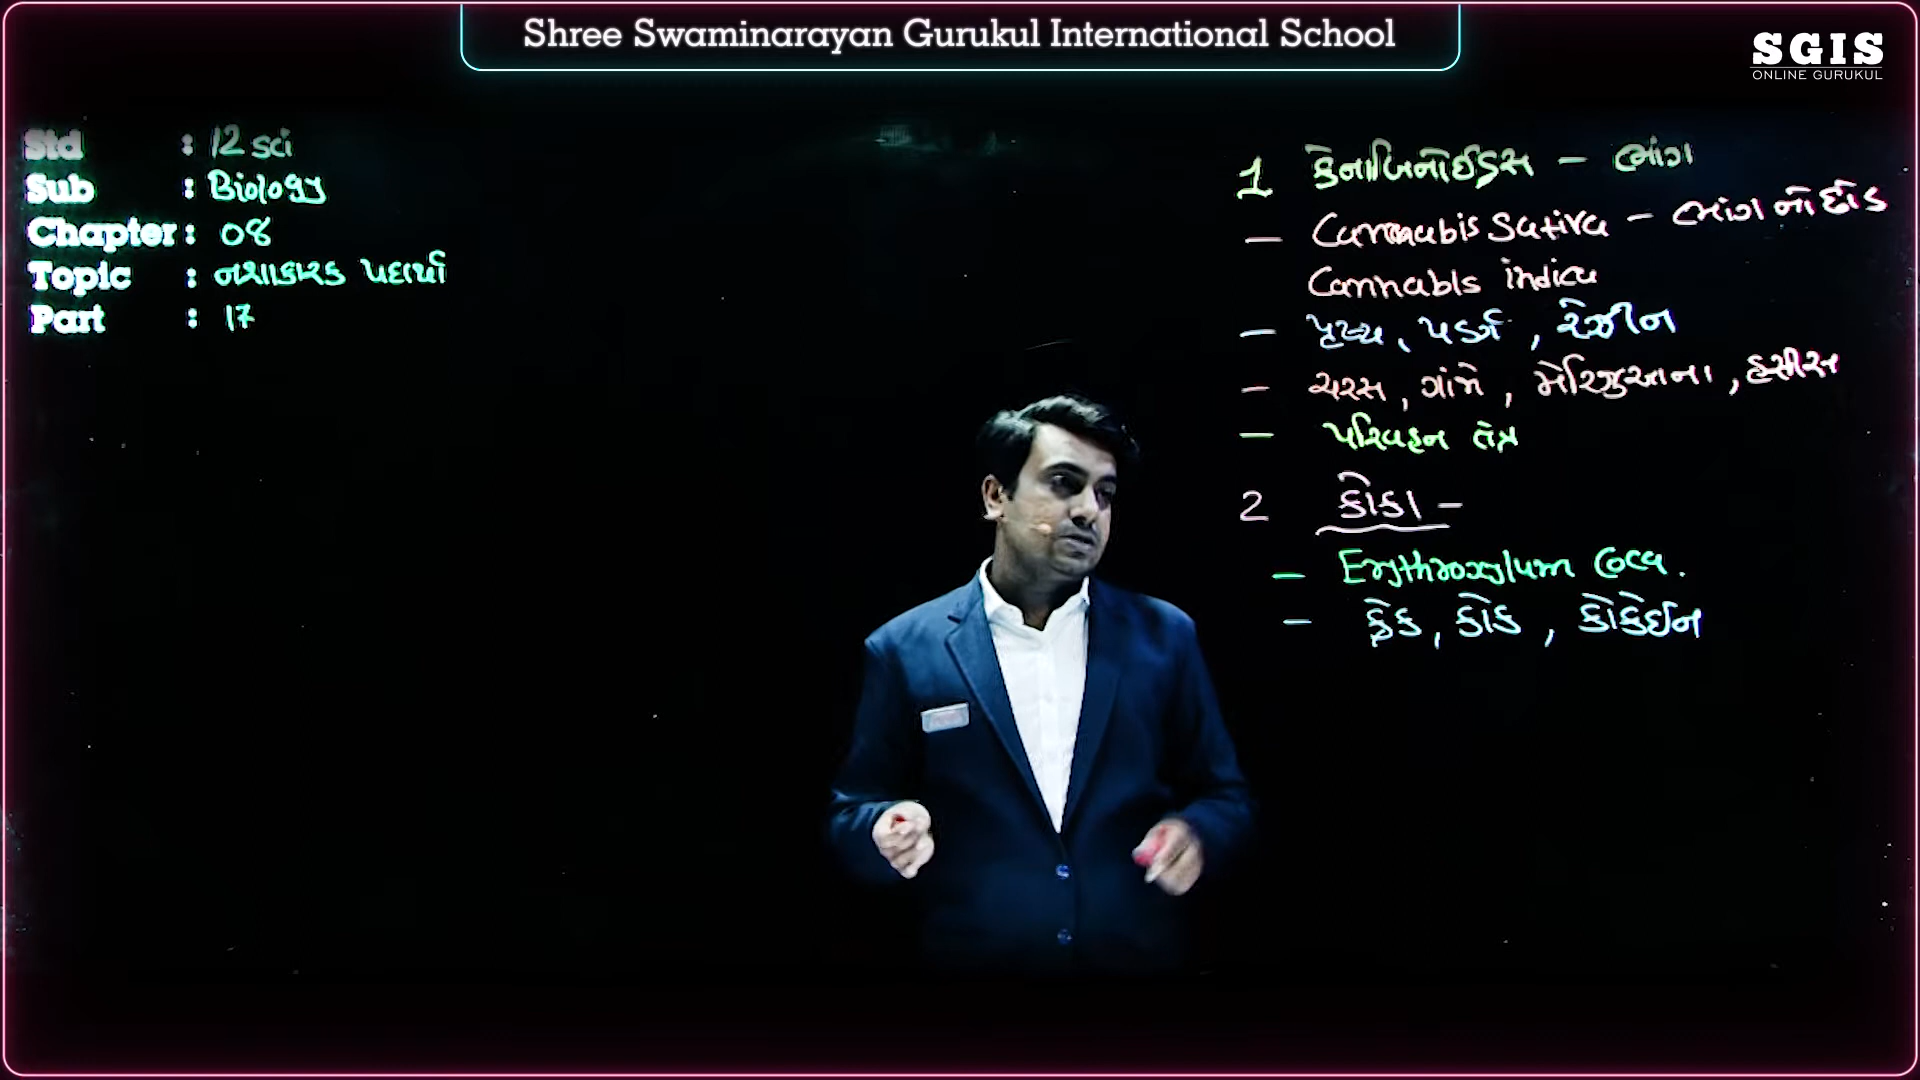 Shree Swaminarayan Gurukul International School
SGIS
ONLINE GURUKUL
Std : 12 sci
Sub : Biology
Chapter : 08
Topic : નશાકારક પદાર્થો
Part : 17
1 કેનાબિનોઈડ્સ – ભાંગ
– Cannabis Sativa – ભાંગ નો છોડ
Cannabis indica
– પુષ્પ, પર્ણ, રેઝીન
– ચરસ, ગાંજો, મેરિજુઆના, હસીસ
– પરિવહન તંત્ર
2 કોકા –
– Erythroxylum Coca.
– ક્રેક, કોક, કોકેઈન